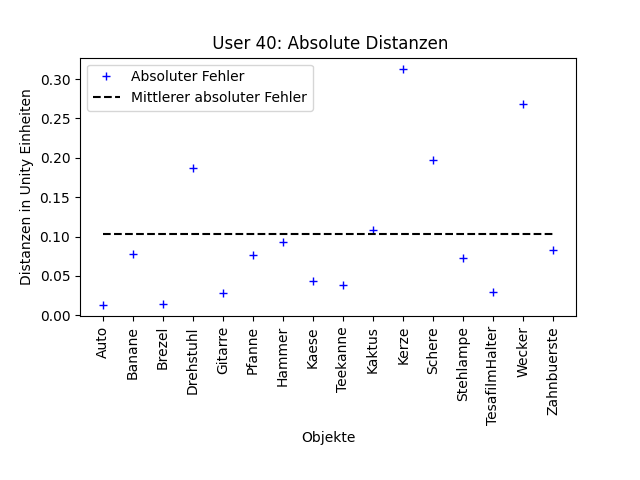 User 40: Absolute Distanzen
Absoluter Fehler
Mittlerer absoluter Fehler
Distanzen in Unity Einheiten
0.30
0.25
0.20
0.15
0.10
0.05
0.00
Auto
Banane
Brezel
Drehstuhl
Gitarre
Pfanne
Hammer
Kaese
Teekanne
Kaktus
Kerze
Schere
Stehlampe
TesafilmHalter
Wecker
Zahnbuerste
Objekte